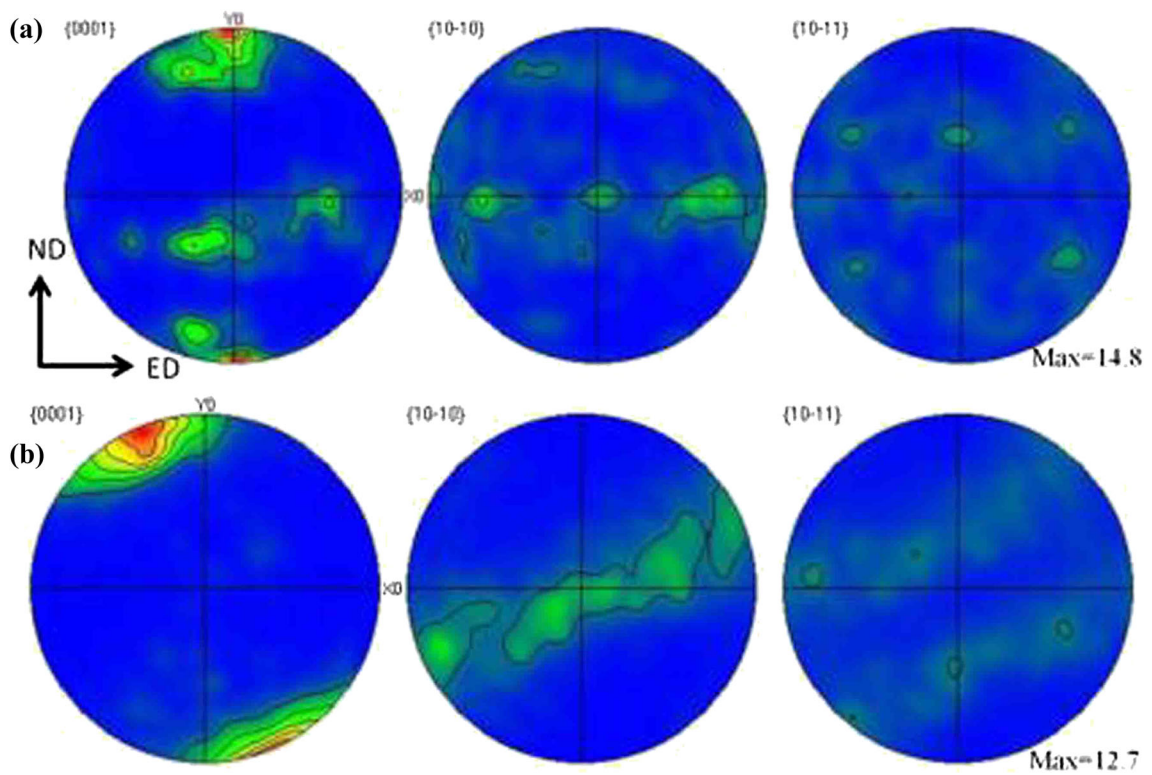 (a) {0001} Y0 {10-10} {10-11}
X0
ND
ED
Max=14.8
{0001} Y0 {10-10} {10-11}
(b)
X0
Max=12.7